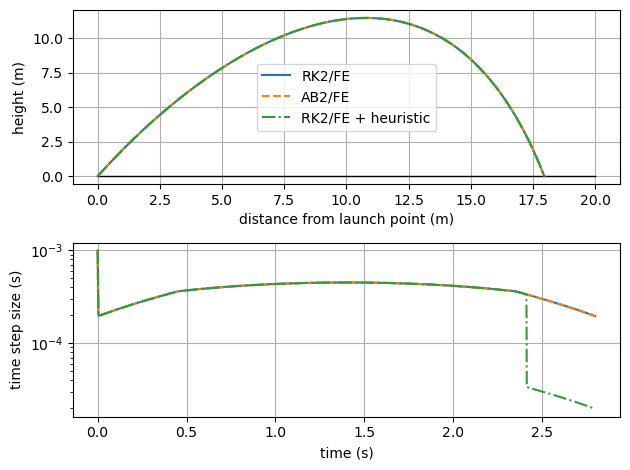 10.0
7.5
5.0
2.5
0.0
height (m)
RK2/FE
AB2/FE
RK2/FE + heuristic
0.0 2.5 5.0 7.5 10.0 12.5 15.0 17.5 20.0
distance from launch point (m)
10⁻³
10⁻⁴
time step size (s)
0.0 0.5 1.0 1.5 2.0 2.5
time (s)